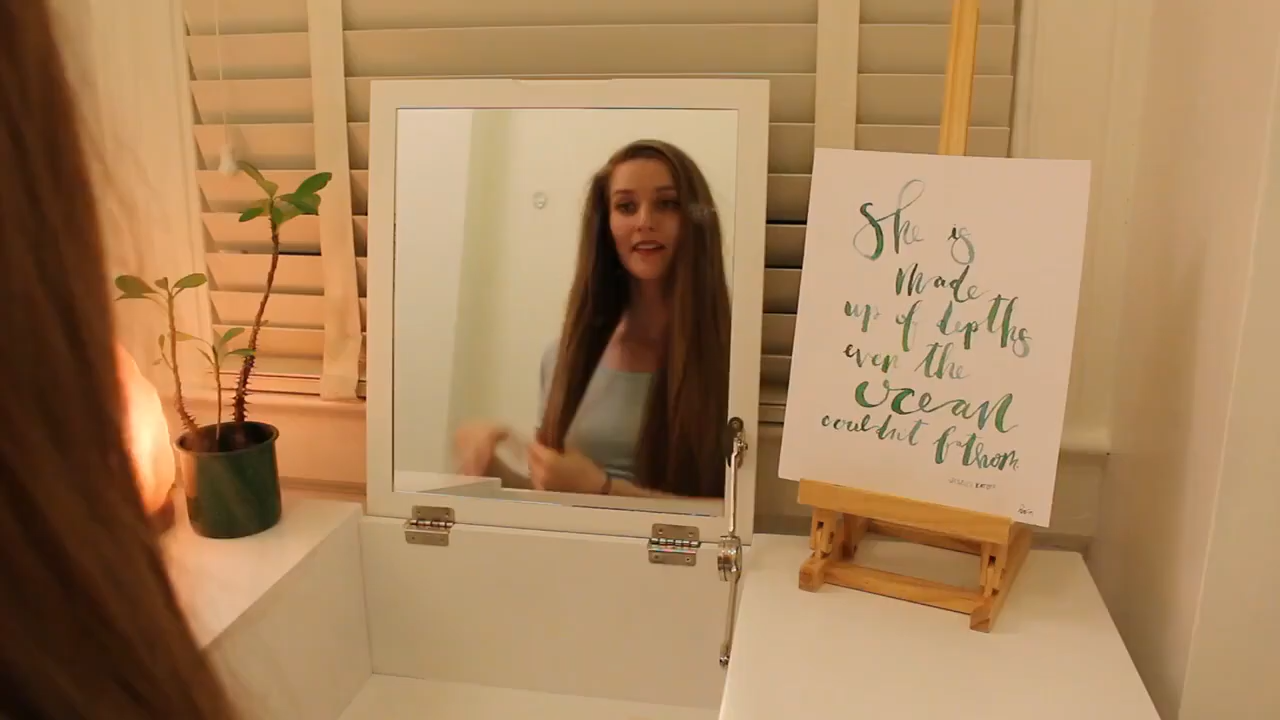 She is
made
up of depths
even the
ocean
couldn't fathom